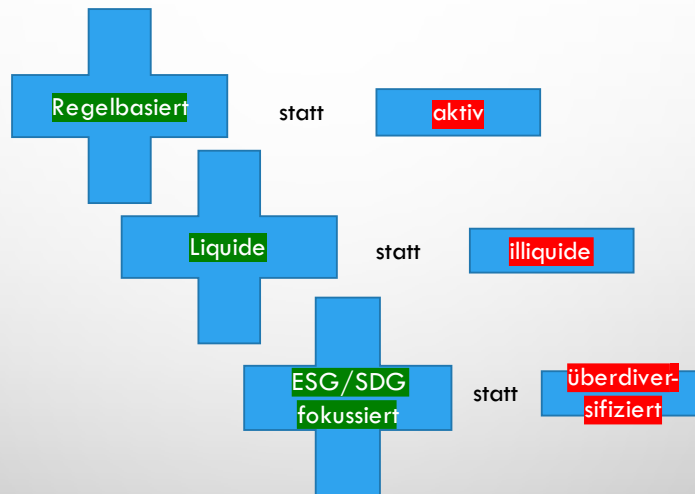 Regelbasiert statt aktiv
Liquide statt illiquide
ESG/SDG
fokussiert
statt
überdiver-
sifiziert